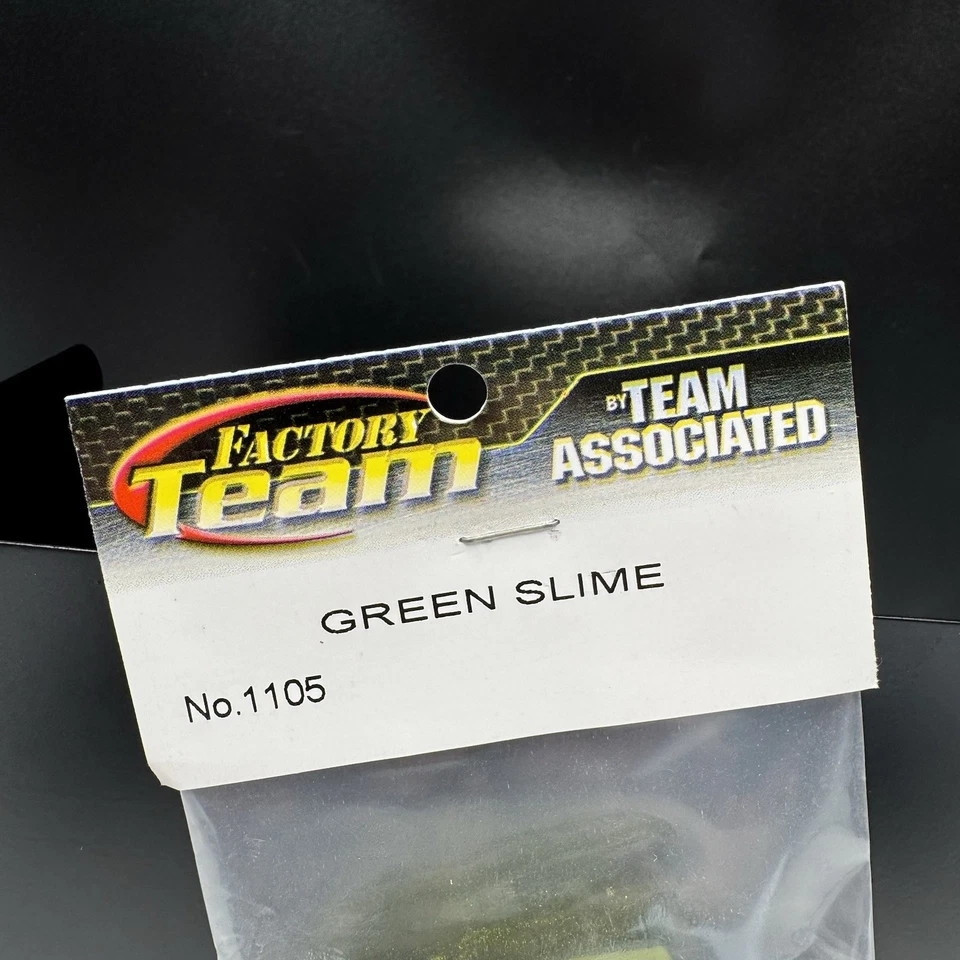 FACTORY
Team
BY TEAM
ASSOCIATED
GREEN SLIME
No.1105